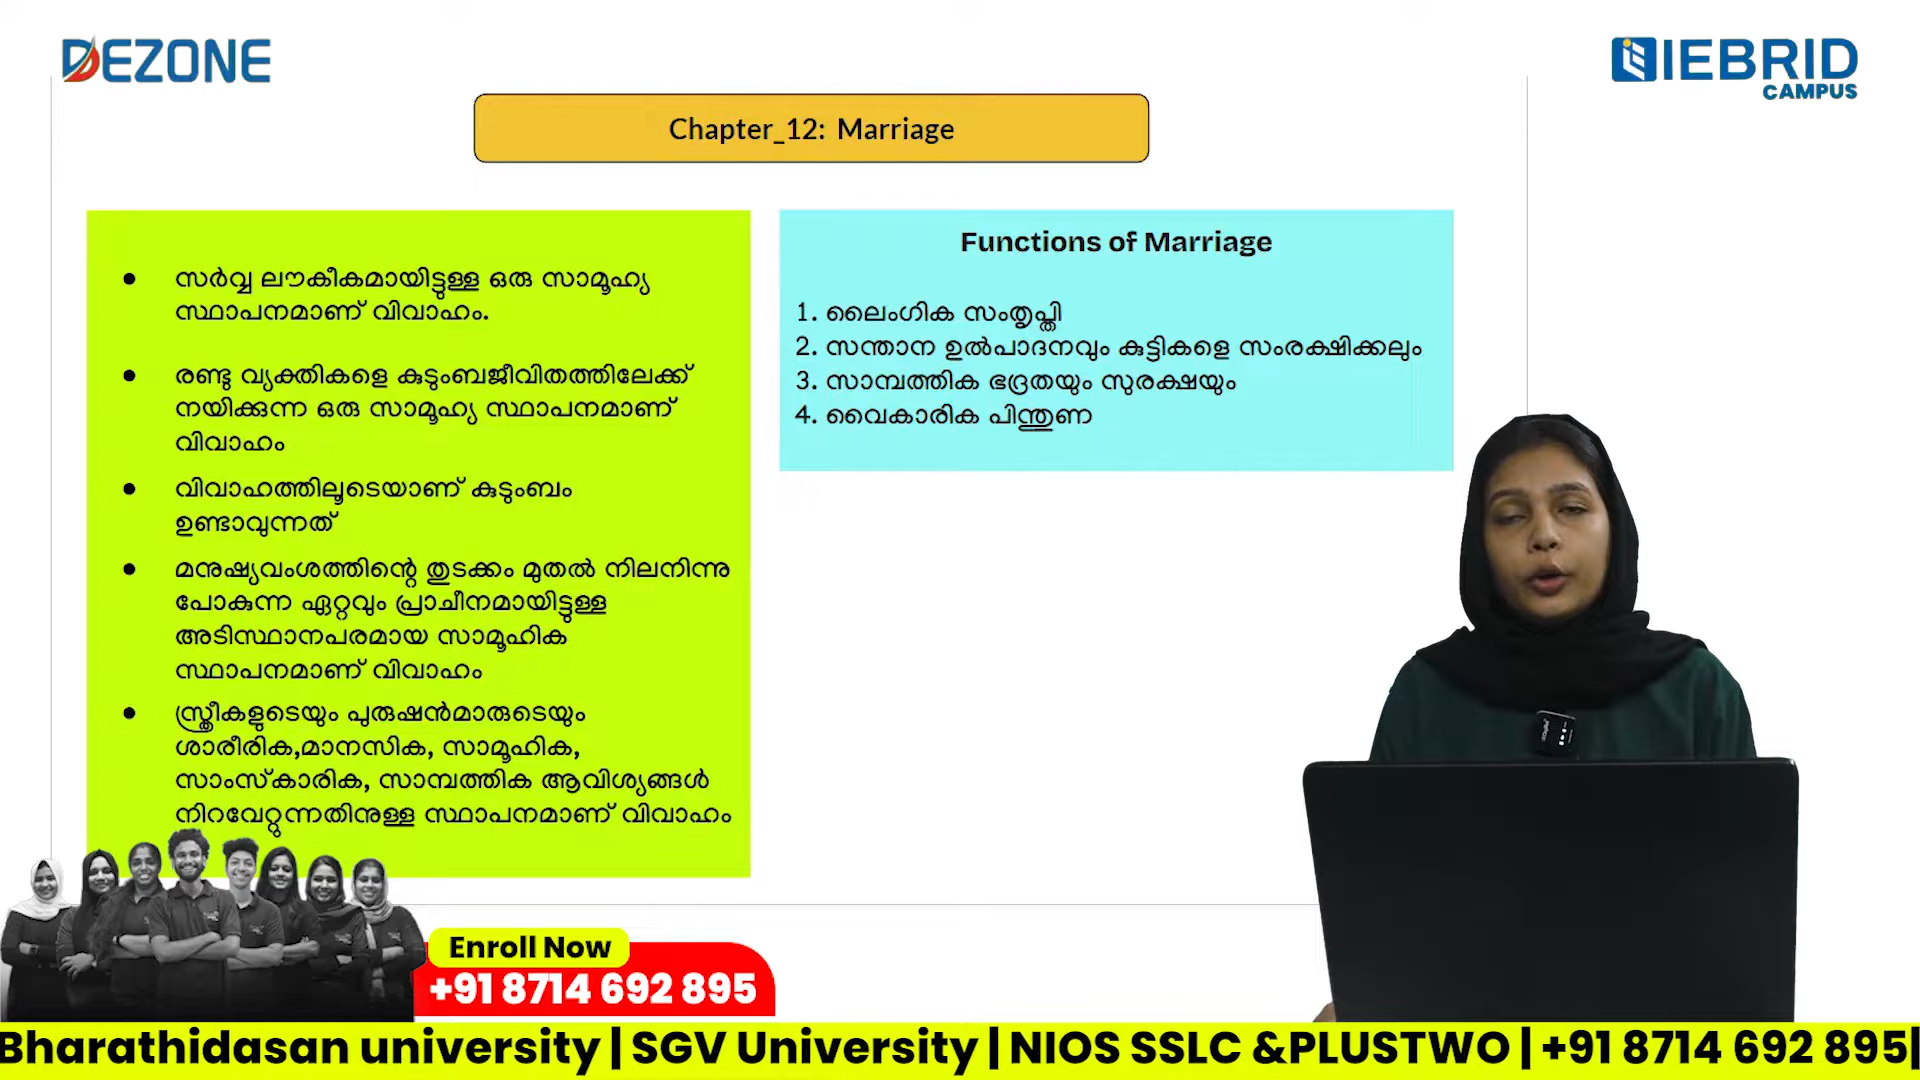 DEZONE
IEBRID
CAMPUS
Chapter_12: Marriage
● സർവ്വ ലൗകീകമായിട്ടുള്ള ഒരു സാമൂഹ്യ
സ്ഥാപനമാണ് വിവാഹം.
● രണ്ടു വ്യക്തികളെ കുടുംബജീവിതത്തിലേക്ക്
നയിക്കുന്ന ഒരു സാമൂഹ്യ സ്ഥാപനമാണ്
വിവാഹം
● വിവാഹത്തിലൂടെയാണ് കുടുംബം
ഉണ്ടാവുന്നത്
● മനുഷ്യവംശത്തിന്റെ തുടക്കം മുതൽ നിലനിന്നു
പോകുന്ന ഏറ്റവും പ്രാചീനമായിട്ടുള്ള
അടിസ്ഥാനപരമായ സാമൂഹിക
സ്ഥാപനമാണ് വിവാഹം
● സ്ത്രീകളുടെയും പുരുഷൻമാരുടെയും
ശാരീരിക,മാനസിക, സാമൂഹിക,
സാംസ്കാരിക, സാമ്പത്തിക ആവിശ്യങ്ങൾ
നിറവേറ്റുന്നതിനുള്ള സ്ഥാപനമാണ് വിവാഹം
Functions of Marriage
1. ലൈംഗിക സംതൃപ്തി
2. സന്താന ഉൽപാദനവും കുട്ടികളെ സംരക്ഷിക്കലും
3. സാമ്പത്തിക ഭദ്രതയും സുരക്ഷയും
4. വൈകാരിക പിന്തുണ
Enroll Now
+91 8714 692 895
Bharathidasan university | SGV University | NIOS SSLC &PLUSTWO | +91 8714 692 895|